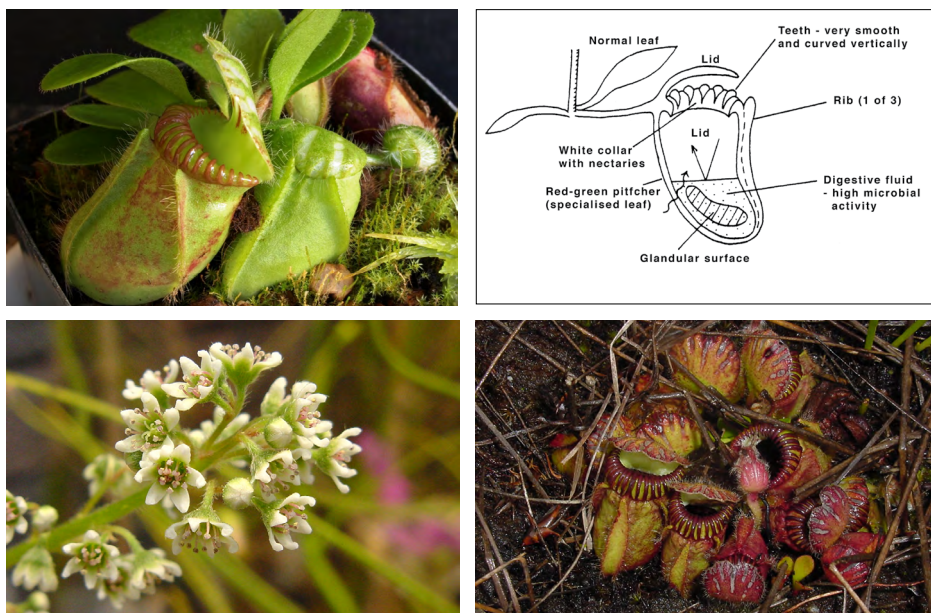 Normal leaf
Lid
Teeth - very smooth
and curved vertically
Rib (1 of 3)
Lid
White collar
with nectaries
Red-green pitfcher
(specialised leaf)
Digestive fluid
- high microbial
activity
Glandular surface